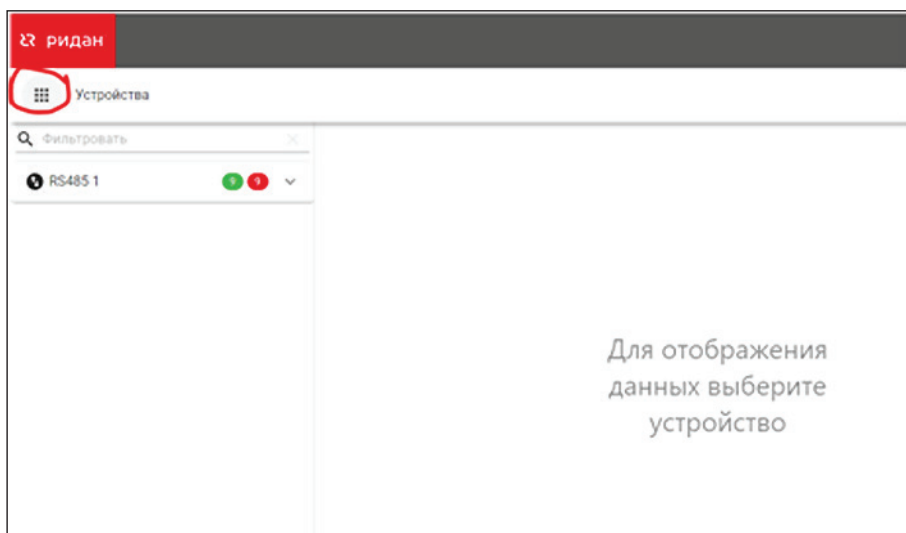 ридан
Устройства
Фильтровать
RS485 1 9 9
Для отображения
данных выберите
устройство